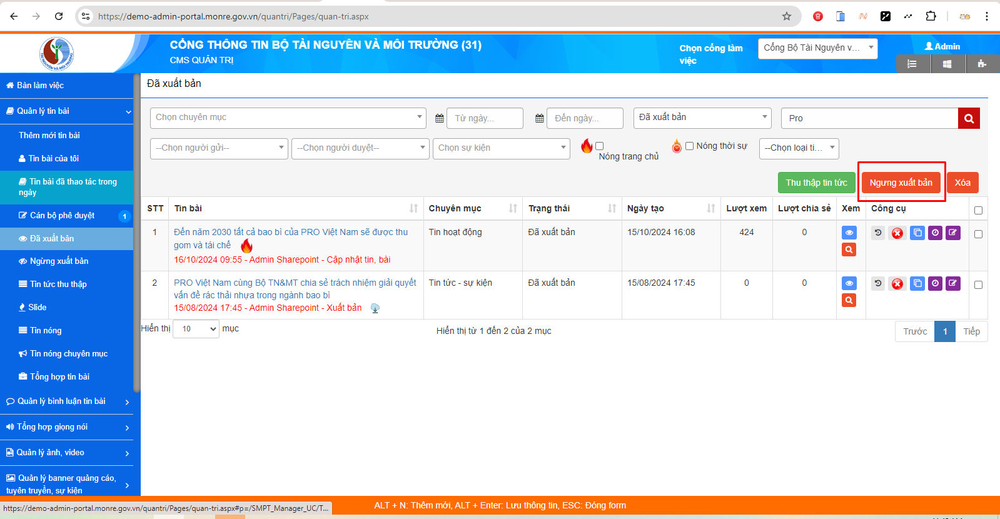 https://demo-admin-portal.monre.gov.vn/quantri/Pages/quan-tri.aspx
TÀI NGUYÊN VÀ MÔI TRƯỜNG
CỔNG THÔNG TIN BỘ TÀI NGUYÊN VÀ MÔI TRƯỜNG (31)
CMS QUẢN TRỊ
Chọn cổng làm việc
Cổng Bộ Tài Nguyên v...
Admin
Bàn làm việc
Quản lý tin bài
Thêm mới tin bài
Tin bài của tôi
Tin bài đã thao tác trong
ngày
Cán bộ phê duyệt 1
Đã xuất bản
Ngừng xuất bản
Tin tức thu thập
Slide
Tin nóng
Tin nóng chuyên mục
Tổng hợp tin bài
Quản lý bình luận tin bài
Tổng hợp giọng nói
Quản lý ảnh, video
Quản lý banner quảng cáo,
tuyên truyền, sự kiện
Đã xuất bản
Chọn chuyên mục Từ ngày... Đến ngày... Đã xuất bản Pro
--Chọn người gửi-- --Chọn người duyệt-- Chọn sự kiện Nóng trang chủ Nóng thời sự --Chọn loại ti...
Thu thập tin tức Ngưng xuất bản Xóa
STT Tin bài Chuyên mục Trạng thái Ngày tạo Lượt xem Lượt chia sẻ Xem Công cụ
1 Đến năm 2030 tất cả bao bì của PRO Việt Nam sẽ được thu Tin hoạt động Đã xuất bản 15/10/2024 16:08 424 0
gom và tái chế
16/10/2024 09:55 - Admin Sharepoint - Cập nhật tin, bài
2 PRO Việt Nam cùng Bộ TN&MT chia sẻ trách nhiệm giải quyết Tin tức - sự kiện Đã xuất bản 15/08/2024 17:45 0 0
vấn đề rác thải nhựa trong ngành bao bì
15/08/2024 17:45 - Admin Sharepoint - Xuất bản
Hiển thị 10 mục Hiển thị từ 1 đến 2 của 2 mục Trước 1 Tiếp
https://demo-admin-portal.monre.gov.vn/quantri/Pages/quan-tri.aspx#p=/SMPT_Manager_UC/T...
ALT + N: Thêm mới, ALT + Enter: Lưu thông tin, ESC: Đóng form